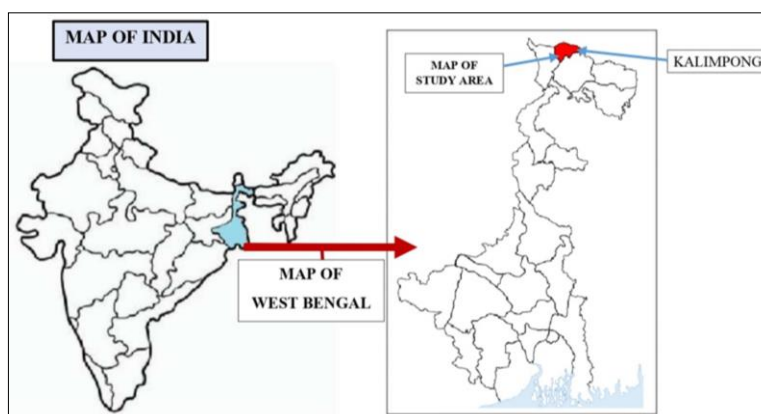 MAP OF INDIA
MAP OF
STUDY AREA
KALIMPONG
MAP OF
WEST BENGAL